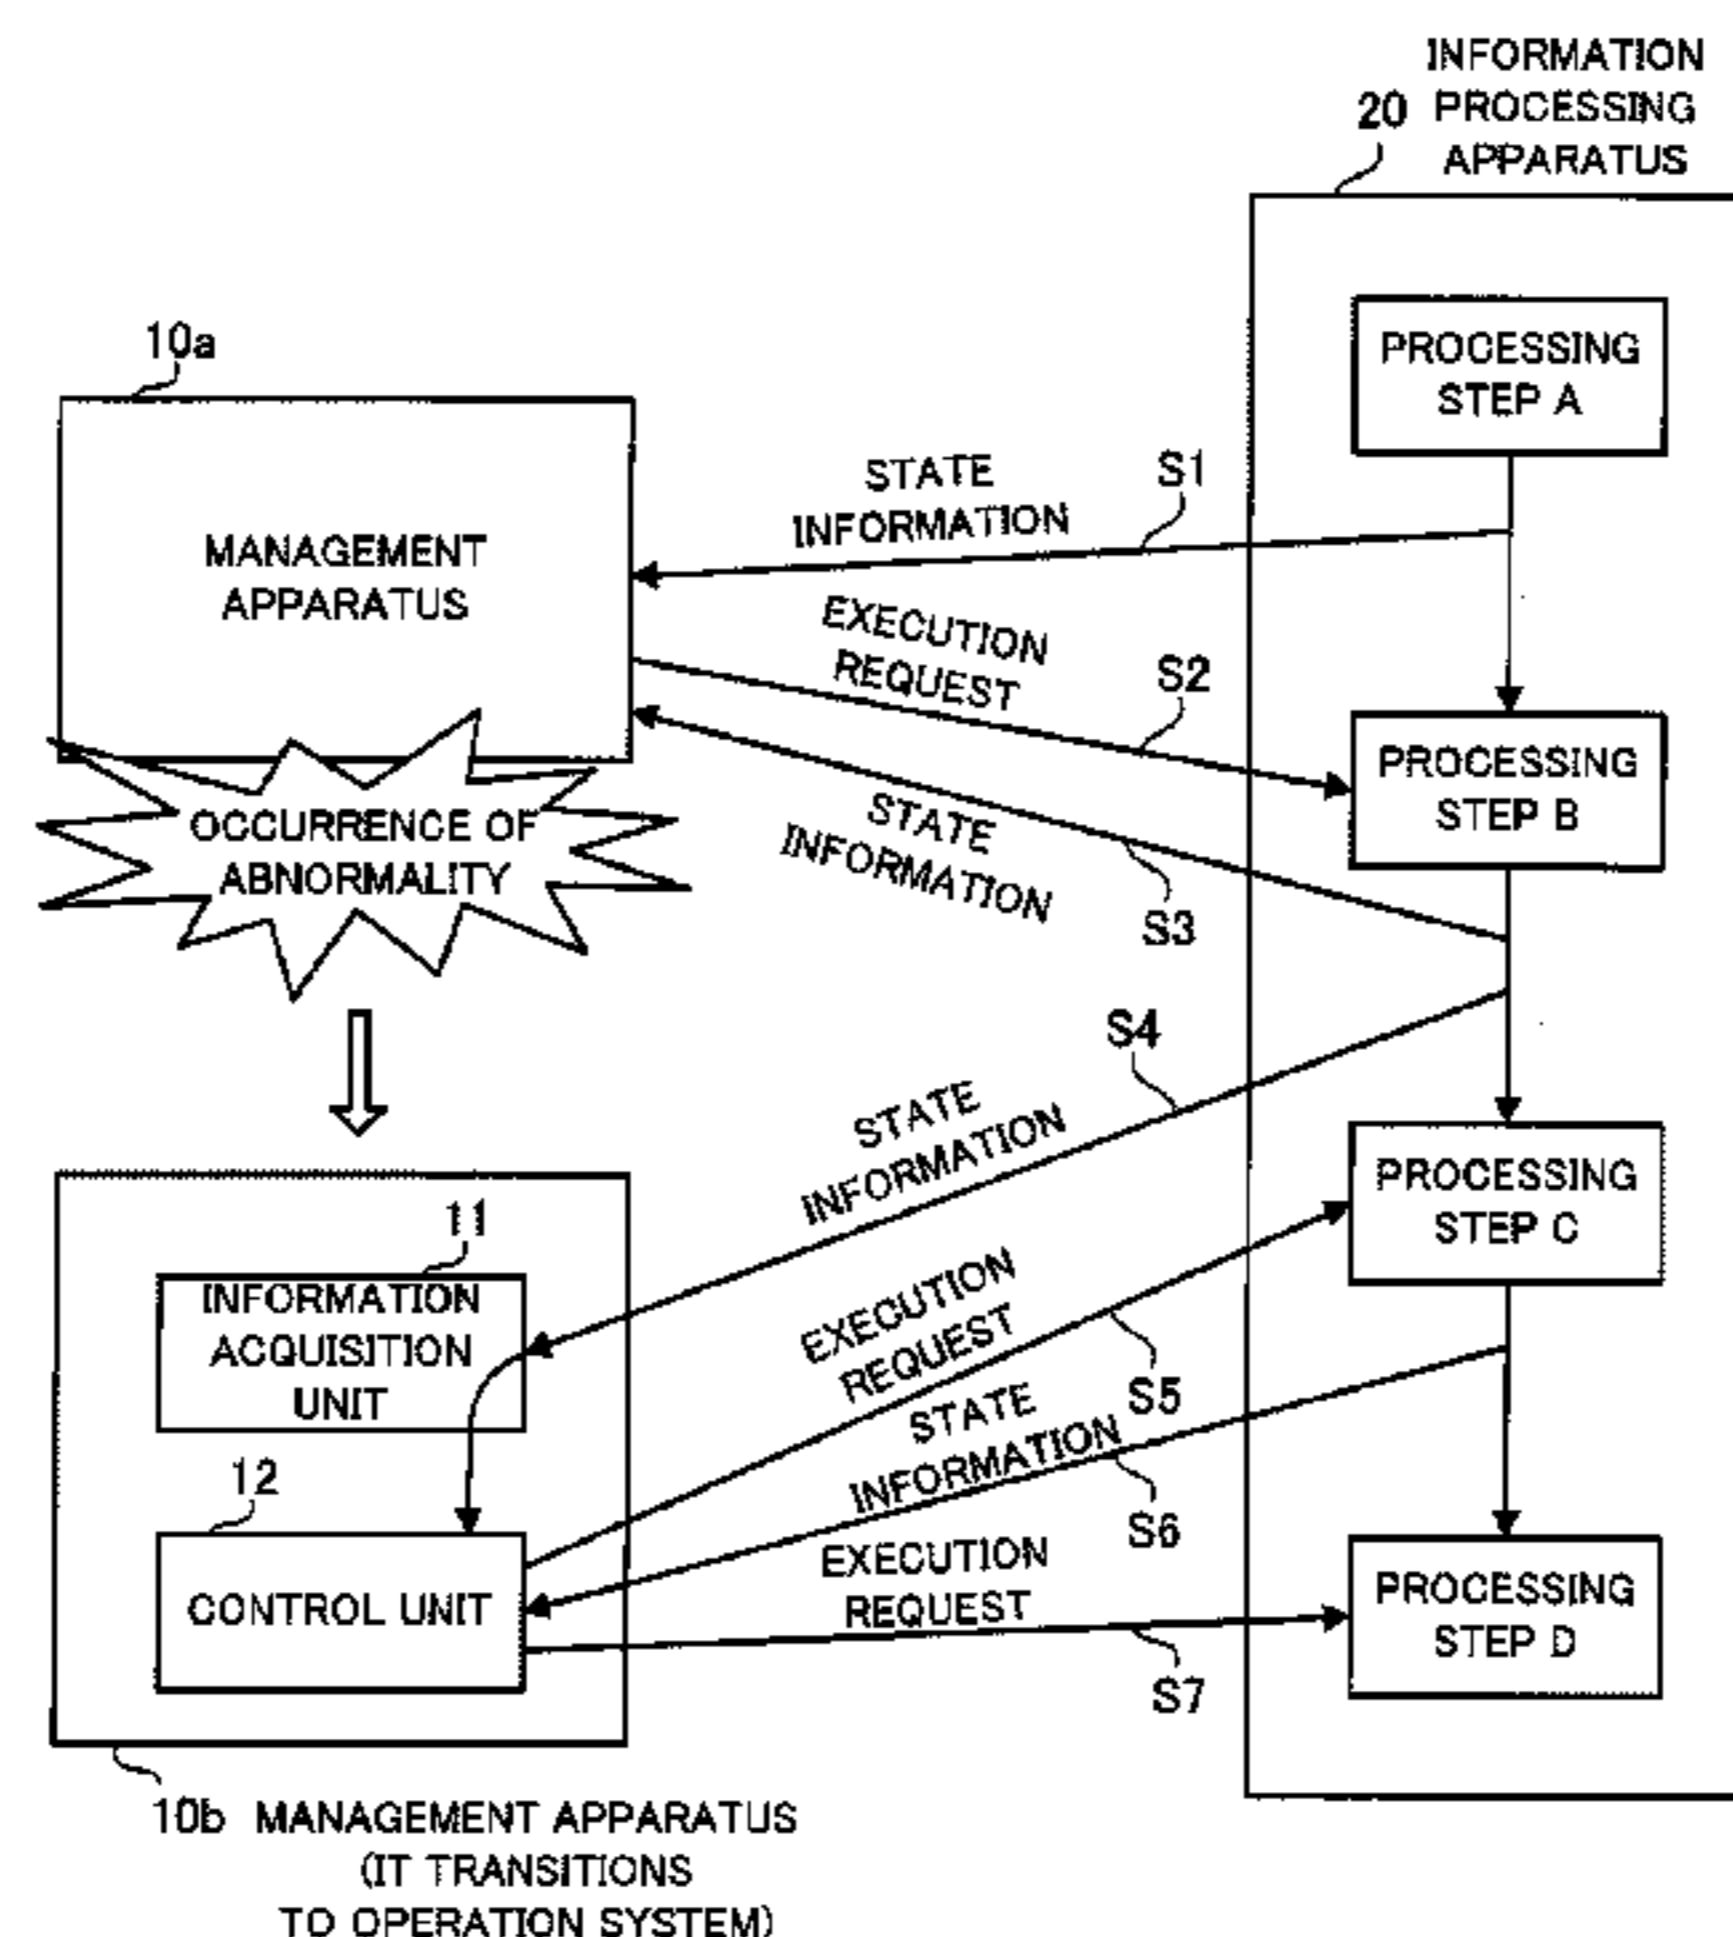 INFORMATION
20 PROCESSING
APPARATUS
PROCESSING
STEP A
10a
MANAGEMENT
APPARATUS
STATE
INFORMATION
S1
EXECUTION
REQUEST
S2
PROCESSING
STEP B
STATE
INFORMATION
S3
OCCURRENCE OF
ABNORMALITY
S4
STATE
INFORMATION
PROCESSING
STEP C
11
INFORMATION
ACQUISITION
UNIT
EXECUTION
REQUEST
S5
STATE
INFORMATION
S6
12
CONTROL UNIT
EXECUTION
REQUEST
S7
PROCESSING
STEP D
10b MANAGEMENT APPARATUS
(IT TRANSITIONS
TO OPERATION SYSTEM)